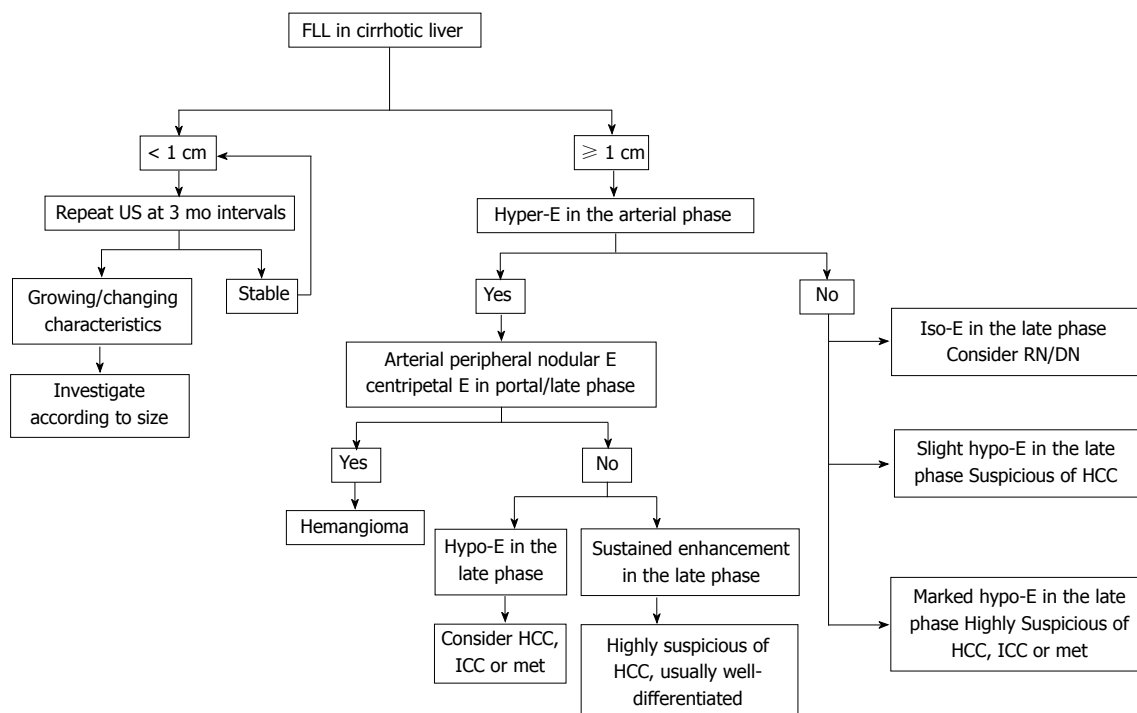 FLL in cirrhotic liver
< 1 cm
≥ 1 cm
Repeat US at 3 mo intervals
Hyper-E in the arterial phase
Growing/changing
characteristics
Stable
Yes
No
Investigate
according to size
Arterial peripheral nodular E
centripetal E in portal/late phase
Iso-E in the late phase
Consider RN/DN
Yes
No
Slight hypo-E in the late
phase Suspicious of HCC
Hemangioma
Hypo-E in the
late phase
Sustained enhancement
in the late phase
Marked hypo-E in the late
phase Highly Suspicious of
HCC, ICC or met
Consider HCC,
ICC or met
Highly suspicious of
HCC, usually well-
differentiated